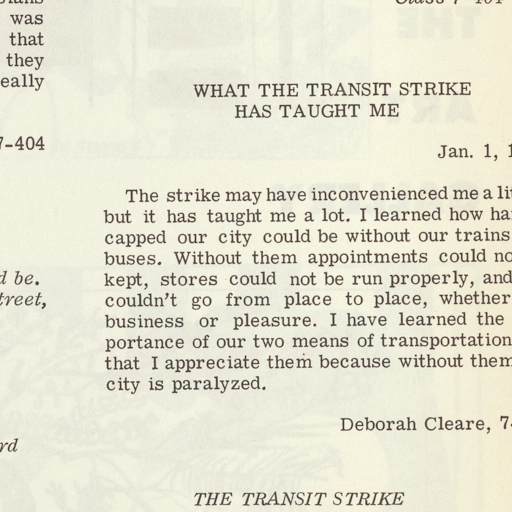 was
that
they
eally
7-404
d be.
treet,
rd
WHAT THE TRANSIT STRIKE
HAS TAUGHT ME
Jan. 1, 1
The strike may have inconvenienced me a lit
but it has taught me a lot. I learned how ha
capped our city could be without our trains
buses. Without them appointments could no
kept, stores could not be run properly, and
couldn't go from place to place, whether
business or pleasure. I have learned the
portance of our two means of transportation
that I appreciate them because without them
city is paralyzed.
Deborah Cleare, 7-
THE TRANSIT STRIKE